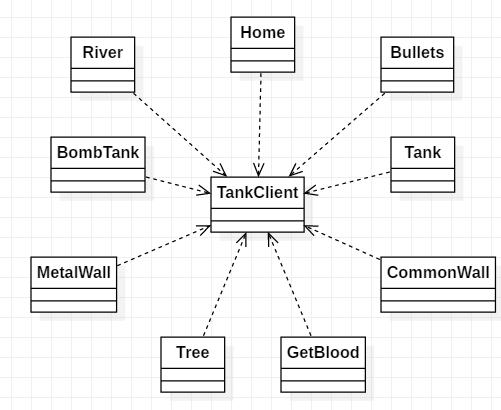 Home
River
Bullets
BombTank
Tank
TankClient
MetalWall
CommonWall
Tree
GetBlood